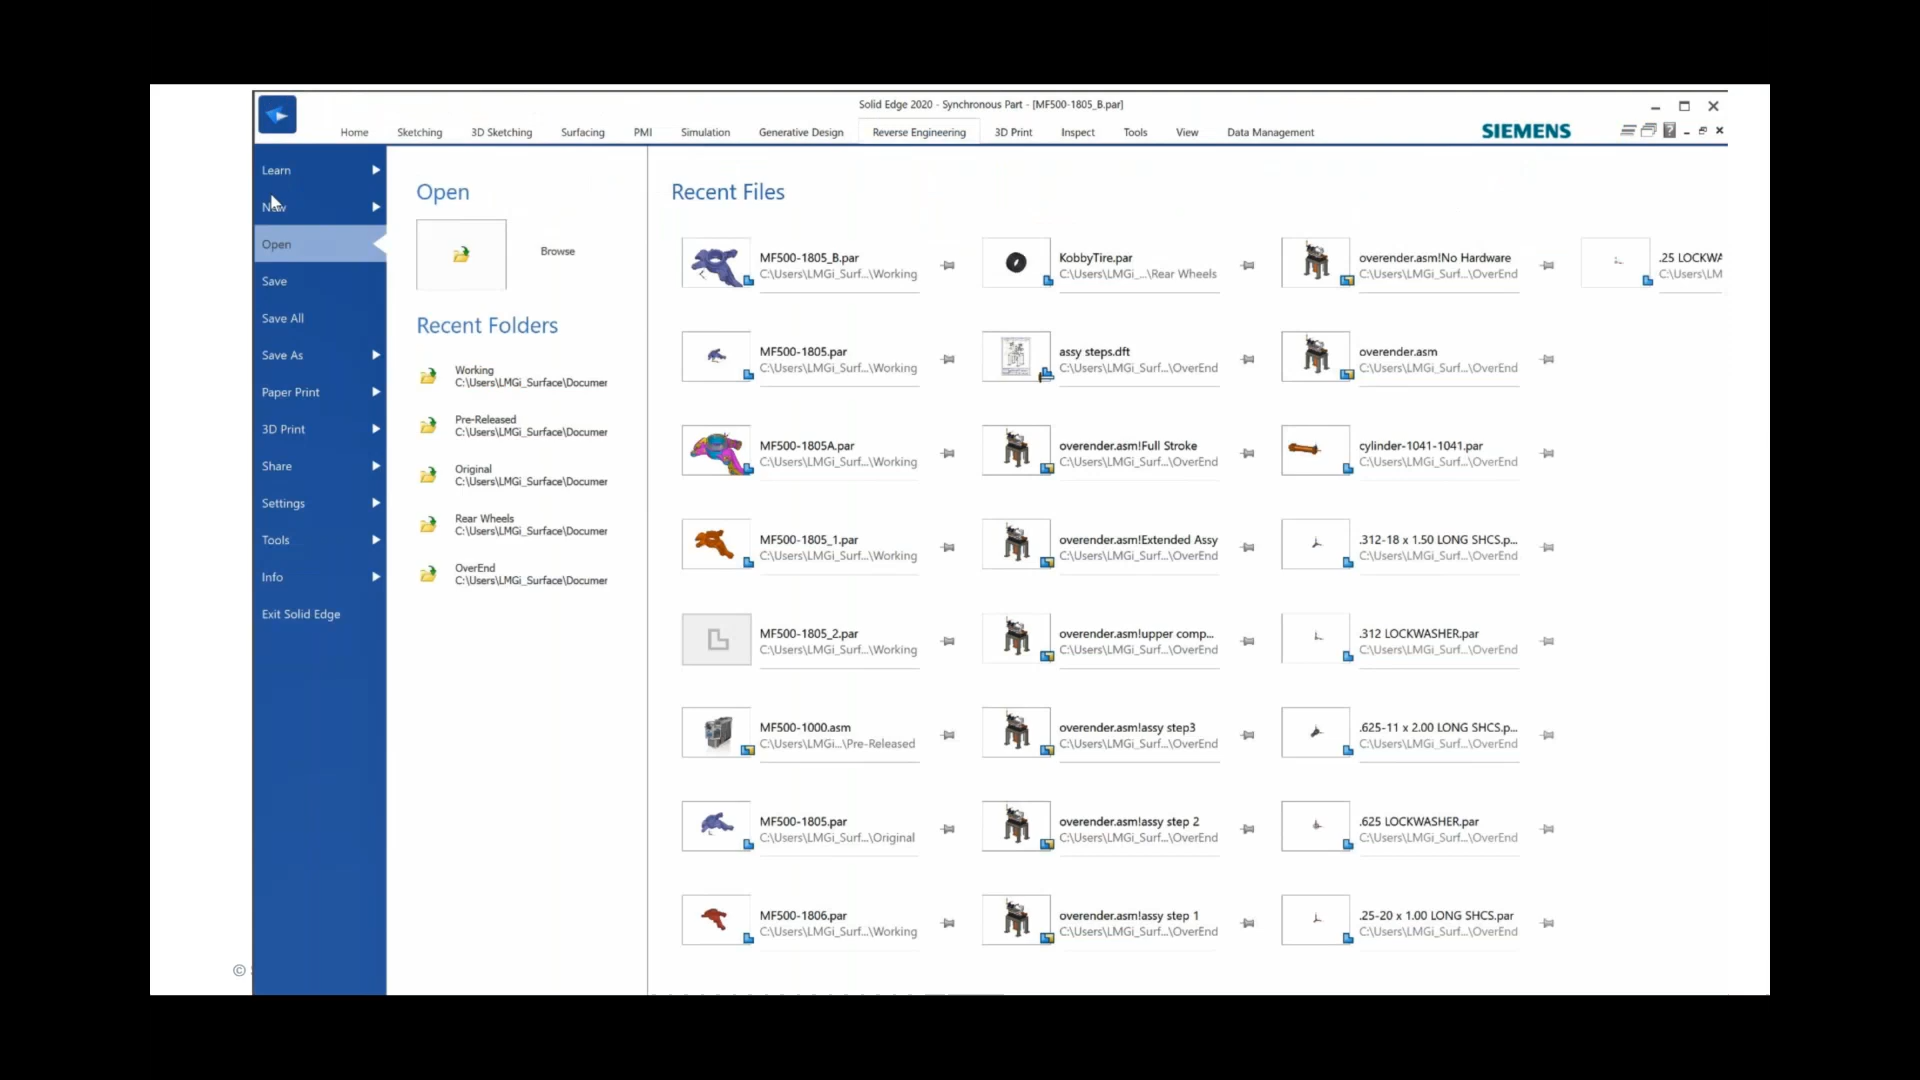 Solid Edge 2020 - Synchronous Part - [MF500-1805_B.par]
Home Sketching 3D Sketching Surfacing PMI Simulation Generative Design Reverse Engineering 3D Print Inspect Tools View Data Management
SIEMENS
Learn
New
Open
Save
Save All
Save As
Paper Print
3D Print
Share
Settings
Tools
Info
Exit Solid Edge
Open
Browse
Recent Folders
Working
C:\Users\LMGi_Surface\Documer
Pre-Released
C:\Users\LMGi_Surface\Documer
Original
C:\Users\LMGi_Surface\Documer
Rear Wheels
C:\Users\LMGi_Surface\Documer
OverEnd
C:\Users\LMGi_Surface\Documer
Recent Files
MF500-1805_B.par
C:\Users\LMGi_Surf...\Working
MF500-1805.par
C:\Users\LMGi_Surf...\Working
MF500-1805A.par
C:\Users\LMGi_Surf...\Working
MF500-1805_1.par
C:\Users\LMGi_Surf...\Working
MF500-1805_2.par
C:\Users\LMGi_Surf...\Working
MF500-1000.asm
C:\Users\LMGi...\Pre-Released
MF500-1805.par
C:\Users\LMGi_Surf...\Original
MF500-1806.par
C:\Users\LMGi_Surf...\Working
KobbyTire.par
C:\Users\LMGi_...\Rear Wheels
assy steps.dft
C:\Users\LMGi_Surf...\OverEnd
overender.asm!Full Stroke
C:\Users\LMGi_Surf...\OverEnd
overender.asm!Extended Assy
C:\Users\LMGi_Surf...\OverEnd
overender.asm!upper comp...
C:\Users\LMGi_Surf...\OverEnd
overender.asm!assy step3
C:\Users\LMGi_Surf...\OverEnd
overender.asm!assy step 2
C:\Users\LMGi_Surf...\OverEnd
overender.asm!assy step 1
C:\Users\LMGi_Surf...\OverEnd
overender.asm!No Hardware
C:\Users\LMGi_Surf...\OverEnd
overender.asm
C:\Users\LMGi_Surf...\OverEnd
cylinder-1041-1041.par
C:\Users\LMGi_Surf...\OverEnd
.312-18 x 1.50 LONG SHCS.p...
C:\Users\LMGi_Surf...\OverEnd
.312 LOCKWASHER.par
C:\Users\LMGi_Surf...\OverEnd
.625-11 x 2.00 LONG SHCS.p...
C:\Users\LMGi_Surf...\OverEnd
.625 LOCKWASHER.par
C:\Users\LMGi_Surf...\OverEnd
.25-20 x 1.00 LONG SHCS.par
C:\Users\LMGi_Surf...\OverEnd
.25 LOCKWA
C:\Users\LM
©